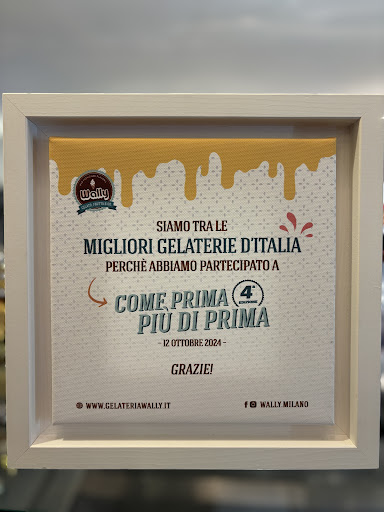 Wally
SIAMO TRA LE
MIGLIORI GELATERIE D'ITALIA
PERCHÈ ABBIAMO PARTECIPATO A
COME PRIMA
4ª EDIZIONE
PIÙ DI PRIMA
- 12 OTTOBRE 2024 -
GRAZIE!
WWW.GELATERIAWALLY.IT
WALLY.MILANO